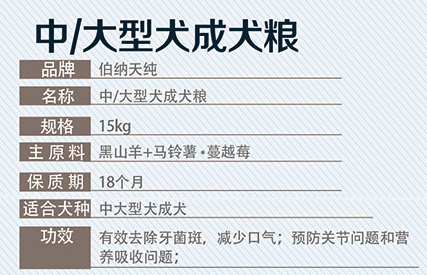 中/大型犬成犬粮
品牌 伯纳天纯
名称 中/大型犬成犬粮
规格 15kg
主原料 黑山羊+马铃薯·蔓越莓
保质期 18个月
适合犬种 中大型犬成犬
功效 有效去除牙菌斑，减少口气；预防关节问题和营
养吸收问题；